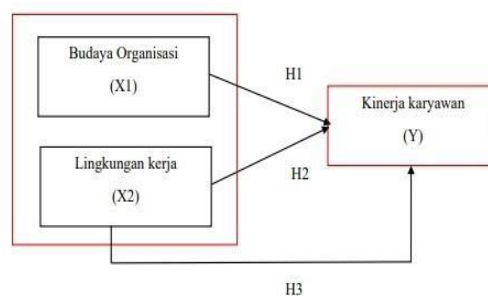 Budaya Organisasi
(X1)
H1
Kinerja karyawan
(Y)
Lingkungan kerja
(X2)
H2
H3